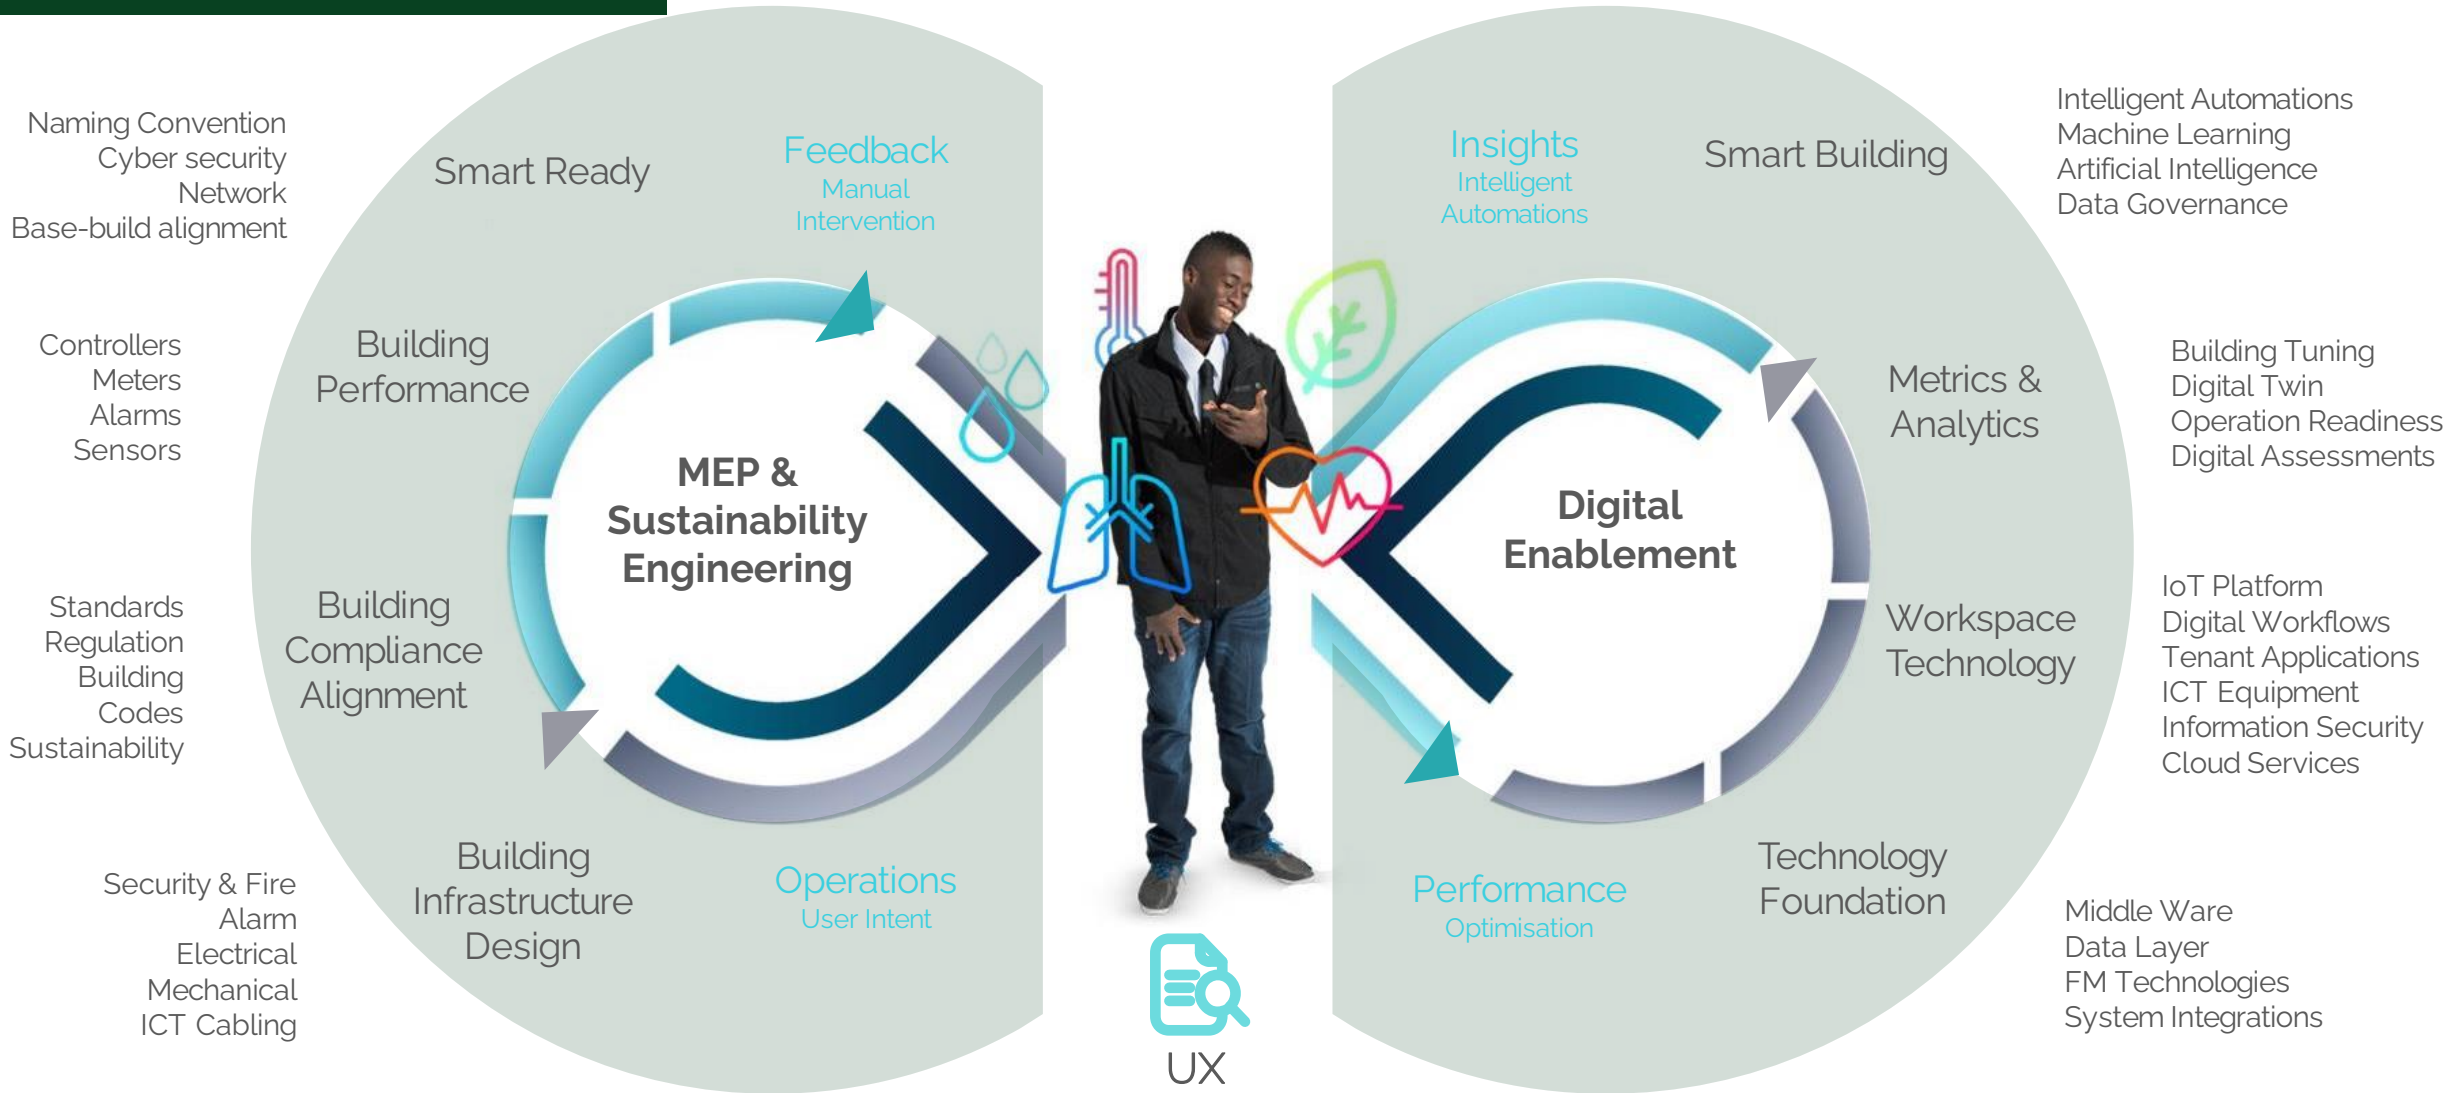 Naming Convention
Cyber security
Network
Base-build alignment
Controllers
Meters
Alarms
Sensors
Standards
Regulation
Building
Codes
Sustainability
Security & Fire
Alarm
Electrical
Mechanical
ICT Cabling
Smart Ready
Building
Performance
Building
Compliance
Alignment
Building
Infrastructure
Design
Feedback
Manual
Intervention
MEP &
Sustainability
Engineering
Operations
User Intent
UX
Insights
Intelligent
Automations
Digital
Enablement
Performance
Optimisation
Smart Building
Metrics &
Analytics
Workspace
Technology
Technology
Foundation
Intelligent Automations
Machine Learning
Artificial Intelligence
Data Governance
Building Tuning
Digital Twin
Operation Readiness
Digital Assessments
IoT Platform
Digital Workflows
Tenant Applications
ICT Equipment
Information Security
Cloud Services
Middle Ware
Data Layer
FM Technologies
System Integrations